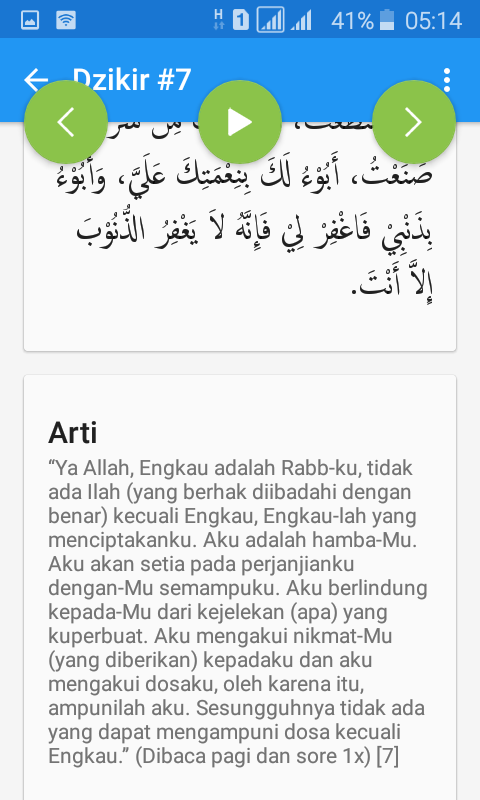 H 1 41% 05:14
Dzikir #7
صَنَعْتُ، أَبُوْءُ لَكَ بِنِعْمَتِكَ عَلَيَّ، وَأَبُوْءُ
بِذَنْبِيْ فَاغْفِرْ لِيْ فَإِنَّهُ لاَ يَغْفِرُ الذُّنُوْبَ
إِلاَّ أَنْتَ.
Arti
“Ya Allah, Engkau adalah Rabb-ku, tidak
ada Ilah (yang berhak diibadahi dengan
benar) kecuali Engkau, Engkau-lah yang
menciptakanku. Aku adalah hamba-Mu.
Aku akan setia pada perjanjianku
dengan-Mu semampuku. Aku berlindung
kepada-Mu dari kejelekan (apa) yang
kuperbuat. Aku mengakui nikmat-Mu
(yang diberikan) kepadaku dan aku
mengakui dosaku, oleh karena itu,
ampunilah aku. Sesungguhnya tidak ada
yang dapat mengampuni dosa kecuali
Engkau.” (Dibaca pagi dan sore 1x) [7]